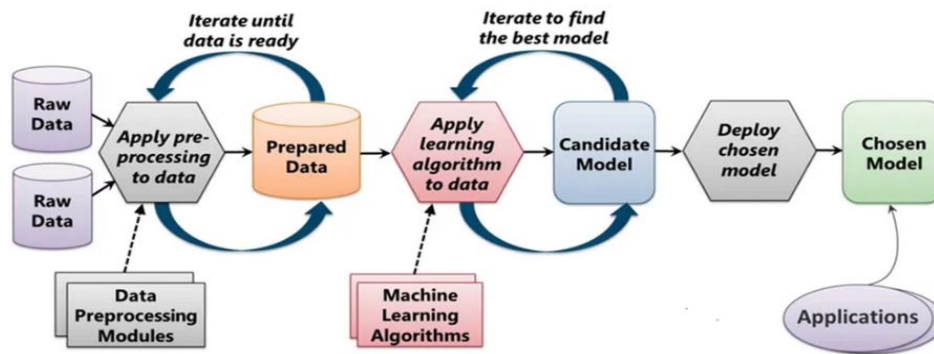 Iterate until
data is ready
Iterate to find
the best model
Raw
Data
Raw
Data
Apply pre-
processing
to data
Prepared
Data
Apply
learning
algorithm
to data
Candidate
Model
Deploy
chosen
model
Chosen
Model
Data
Preprocessing
Modules
Machine
Learning
Algorithms
Applications